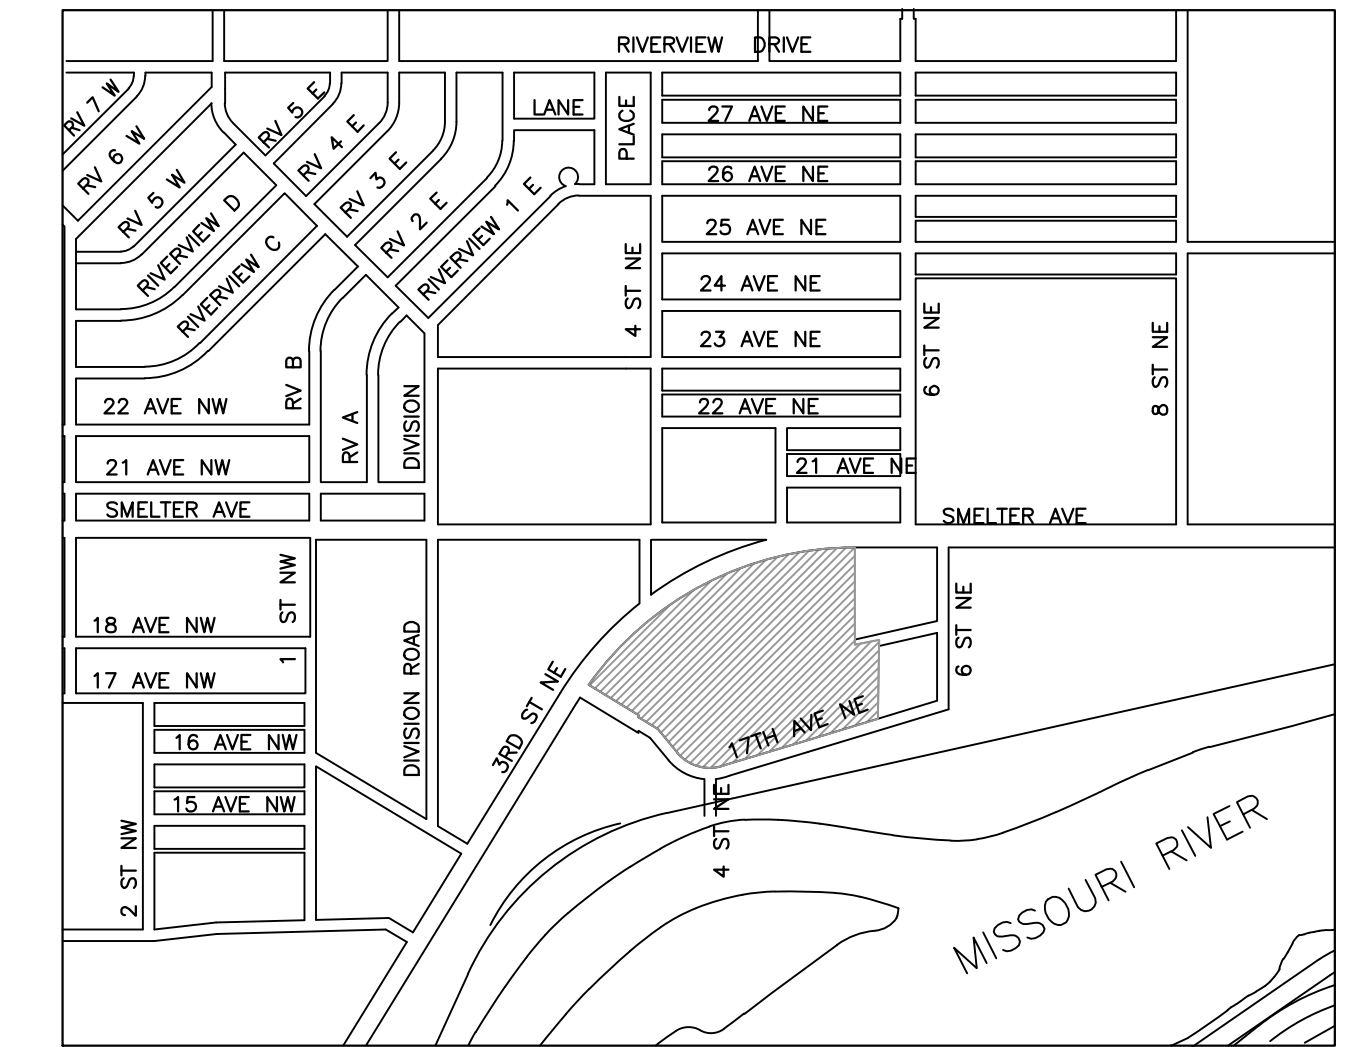 RIVERVIEW DRIVE
RV 7 W
RV 6 W
RV 5 W
RIVERVIEW D
RIVERVIEW C
RV 5 E
RV 4 E
RV 3 E
RV 2 E
RIVERVIEW 1 E
LANE
PLACE
27 AVE NE
26 AVE NE
25 AVE NE
24 AVE NE
23 AVE NE
22 AVE NE
21 AVE NE
4 ST NE
6 ST NE
8 ST NE
RV B
RV A
DIVISION
22 AVE NW
21 AVE NW
SMELTER AVE
SMELTER AVE
1 ST NW
18 AVE NW
17 AVE NW
16 AVE NW
15 AVE NW
2 ST NW
DIVISION ROAD
3RD ST NE
17TH AVE NE
6 ST NE
4 ST NE
MISSOURI RIVER